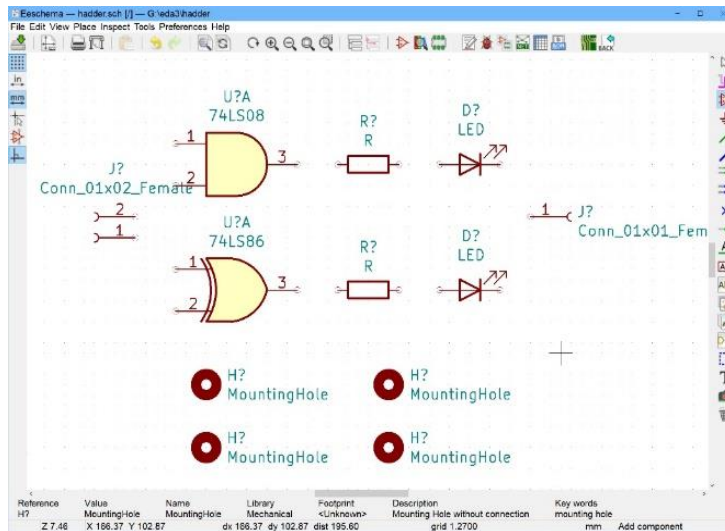 Eeschema — hadder.sch [/] — G:\eda3\hadder
File Edit View Place Inspect Tools Preferences Help
BACK
in
mm
U?A
74LS08
1
2
3
R?
R
D?
LED
J?
Conn_01x02_Female
2
1
U?A
74LS86
1
2
3
R?
R
D?
LED
1
J?
Conn_01x01_Fem
H?
MountingHole
H?
MountingHole
H?
MountingHole
H?
MountingHole
Reference Value Name Library Footprint Description Key words
H? MountingHole MountingHole Mechanical <Unknown> Mounting Hole without connection mounting hole
Z 7.46 X 186.37 Y 102.87 dx 186.37 dy 102.87 dist 195.60 grid 1.2700 mm Add component